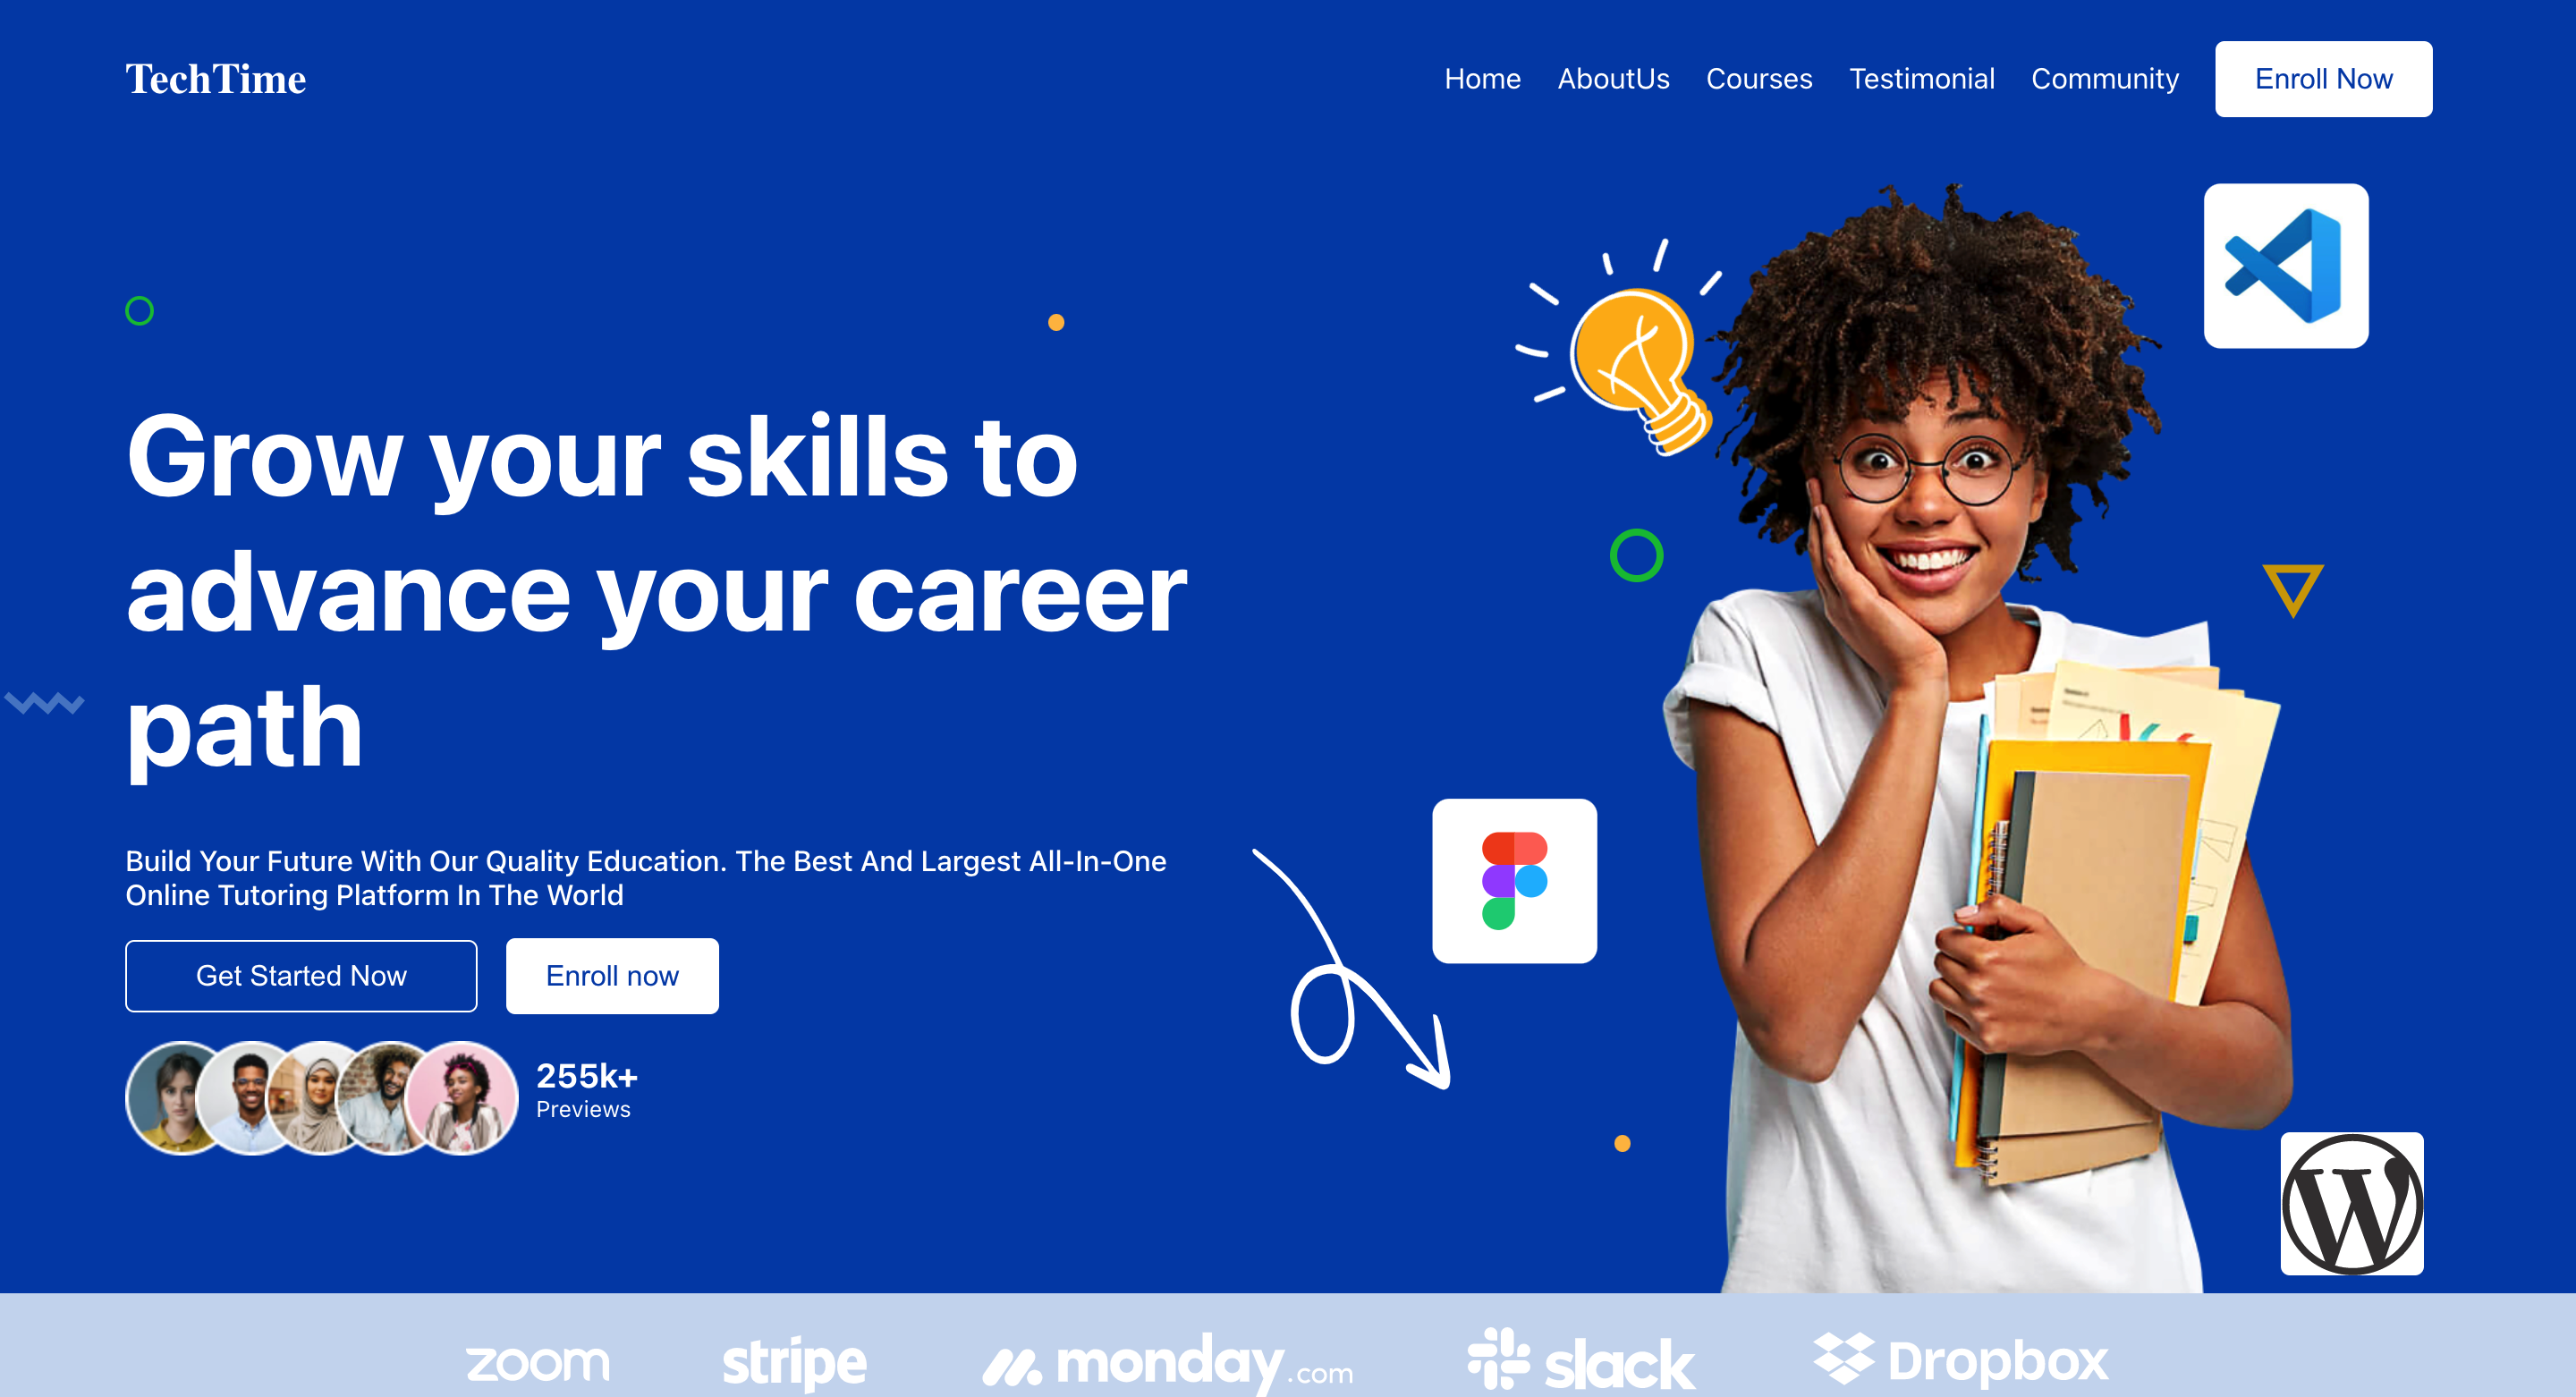 TechTime
Home AboutUs Courses Testimonial Community Enroll Now
Grow your skills to
advance your career
path
Build Your Future With Our Quality Education. The Best And Largest All-In-One
Online Tutoring Platform In The World
Get Started Now Enroll now
255k+
Previews
zoom stripe monday.com slack Dropbox